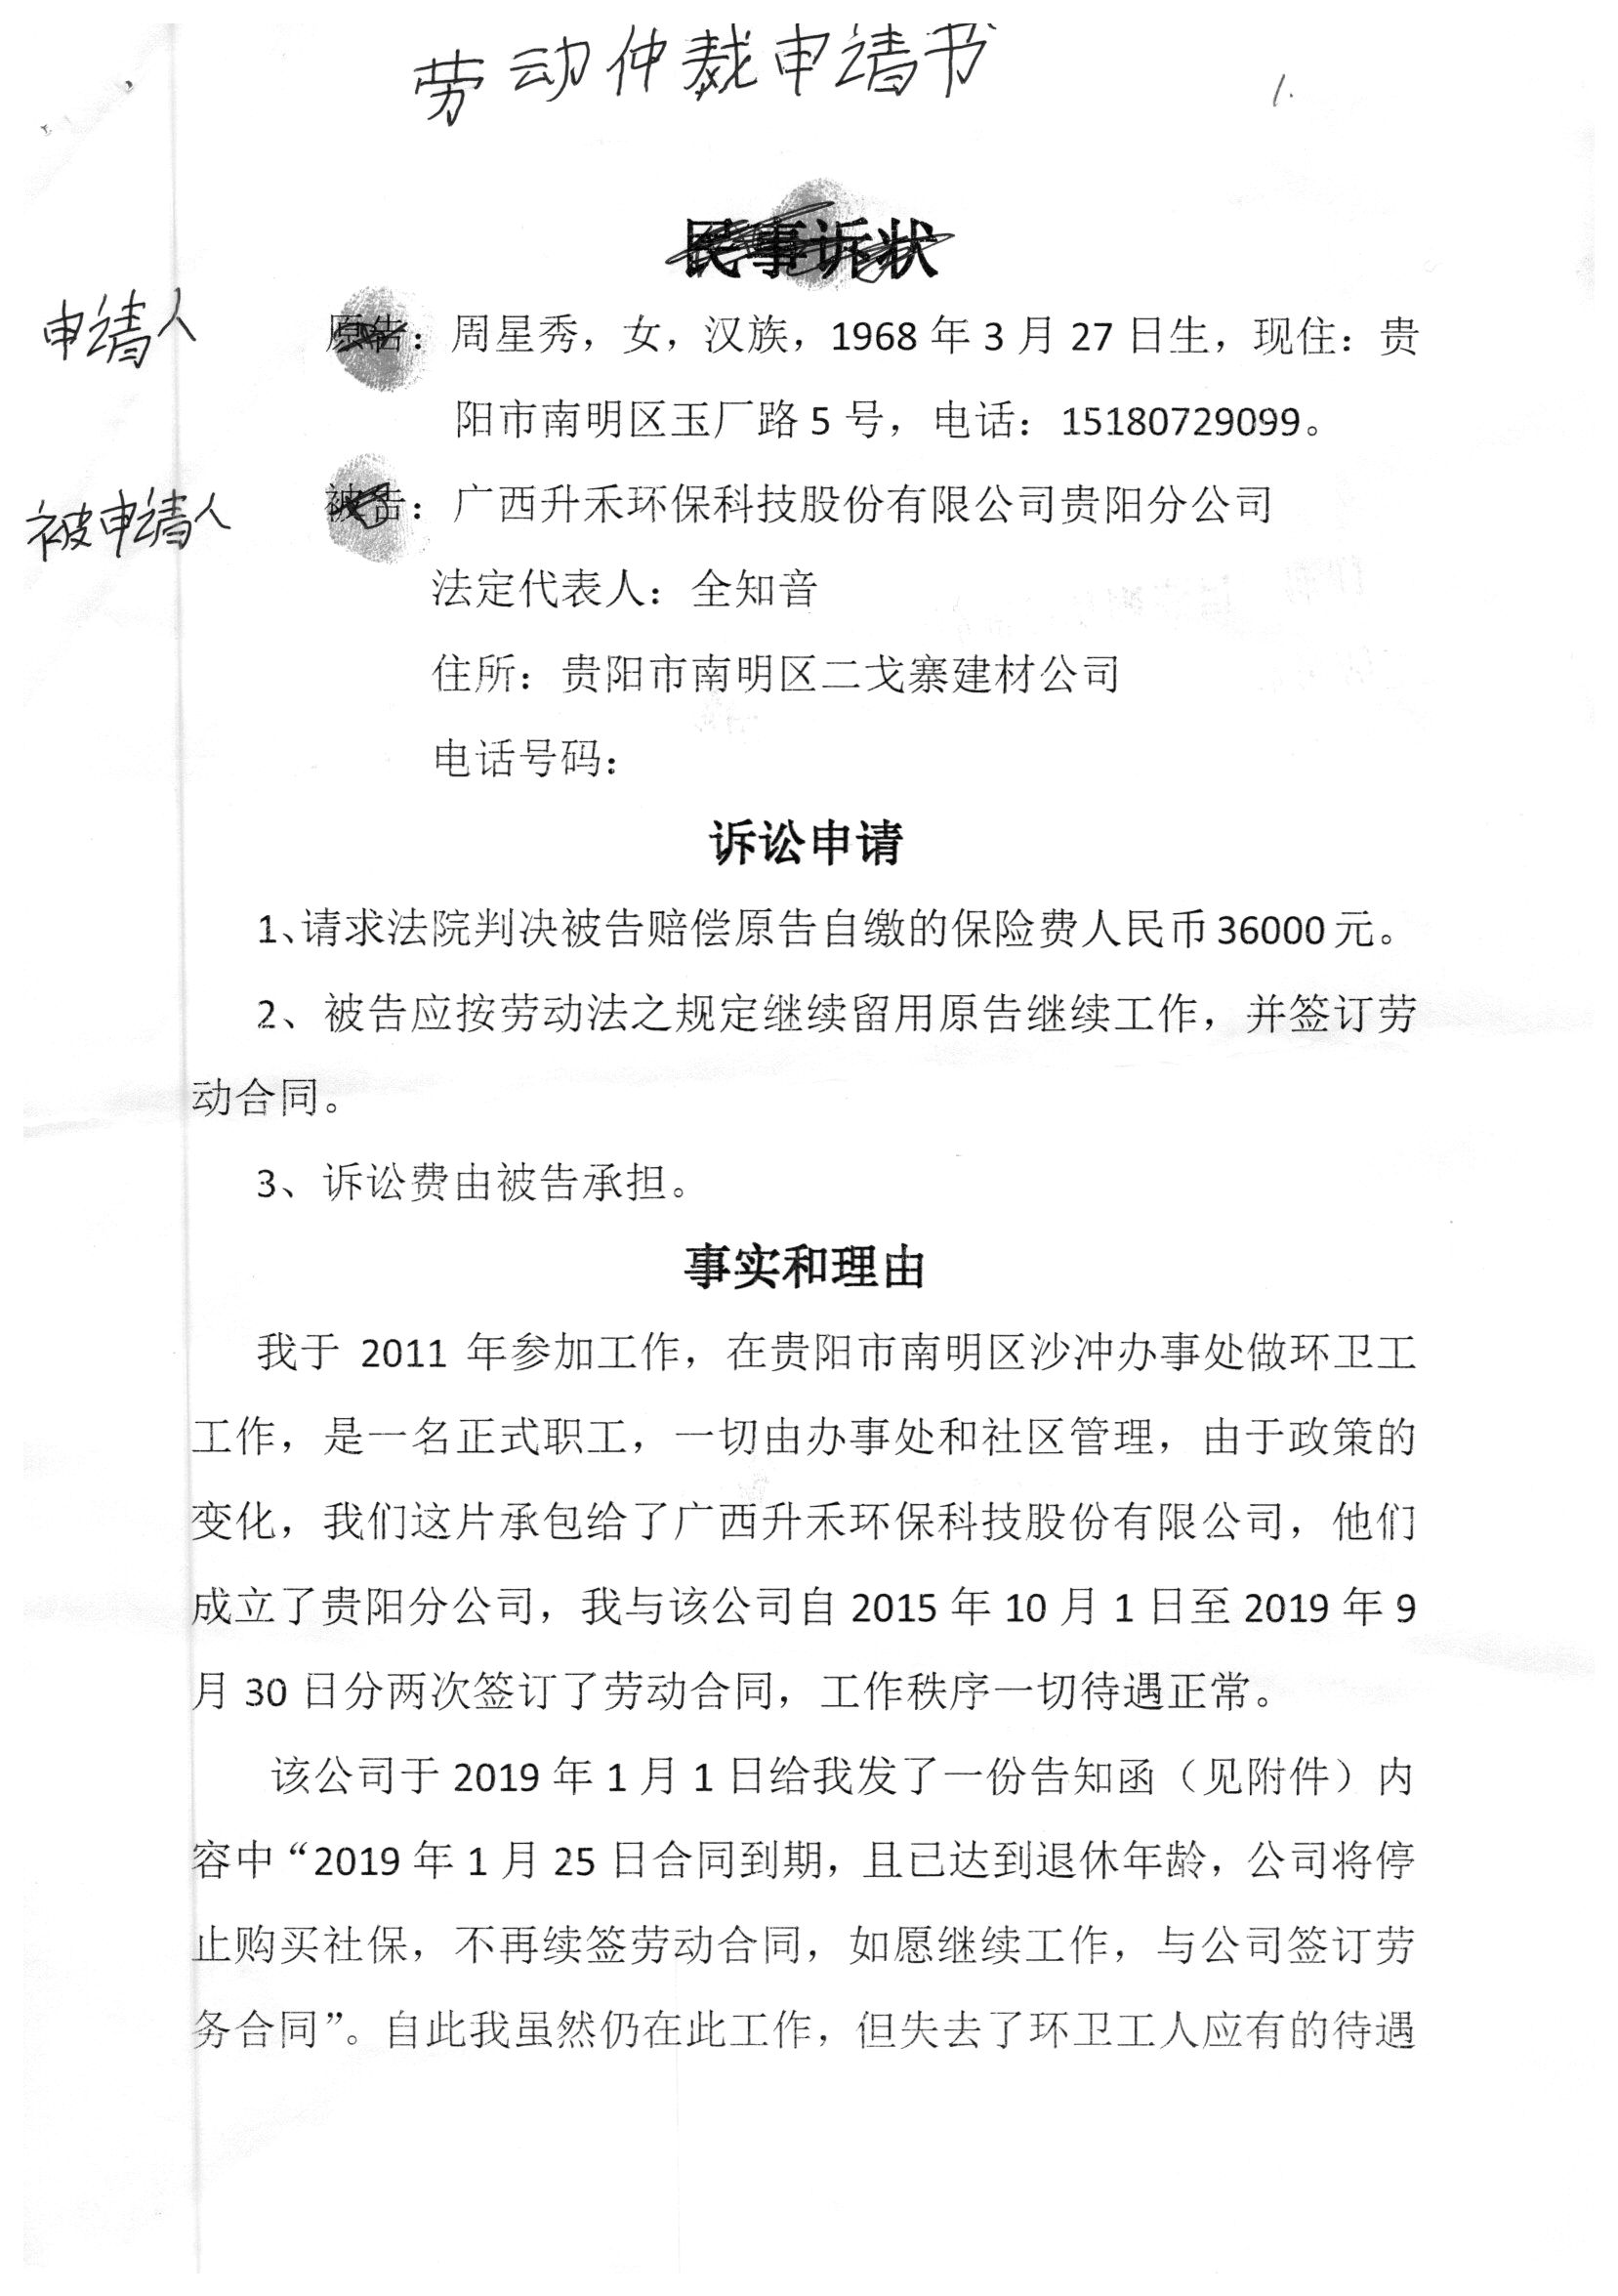 劳动仲裁申请书
1.
民事诉状
申请人
原告：周星秀，女，汉族，1968 年 3 月 27 日生，现住：贵
阳市南明区玉厂路 5 号，电话：15180729099。
被申请人
被告：广西升禾环保科技股份有限公司贵阳分公司
法定代表人：全知音
住所：贵阳市南明区二戈寨建材公司
电话号码：
诉讼申请
1、请求法院判决被告赔偿原告自缴的保险费人民币 36000 元。
2、被告应按劳动法之规定继续留用原告继续工作，并签订劳
动合同。
3、诉讼费由被告承担。
事实和理由
我于 2011 年参加工作，在贵阳市南明区沙冲办事处做环卫工
工作，是一名正式职工，一切由办事处和社区管理，由于政策的
变化，我们这片承包给了广西升禾环保科技股份有限公司，他们
成立了贵阳分公司，我与该公司自 2015 年 10 月 1 日至 2019 年 9
月 30 日分两次签订了劳动合同，工作秩序一切待遇正常。
该公司于 2019 年 1 月 1 日给我发了一份告知函（见附件）内
容中“2019 年 1 月 25 日合同到期，且已达到退休年龄，公司将停
止购买社保，不再续签劳动合同，如愿继续工作，与公司签订劳
务合同”。自此我虽然仍在此工作，但失去了环卫工人应有的待遇